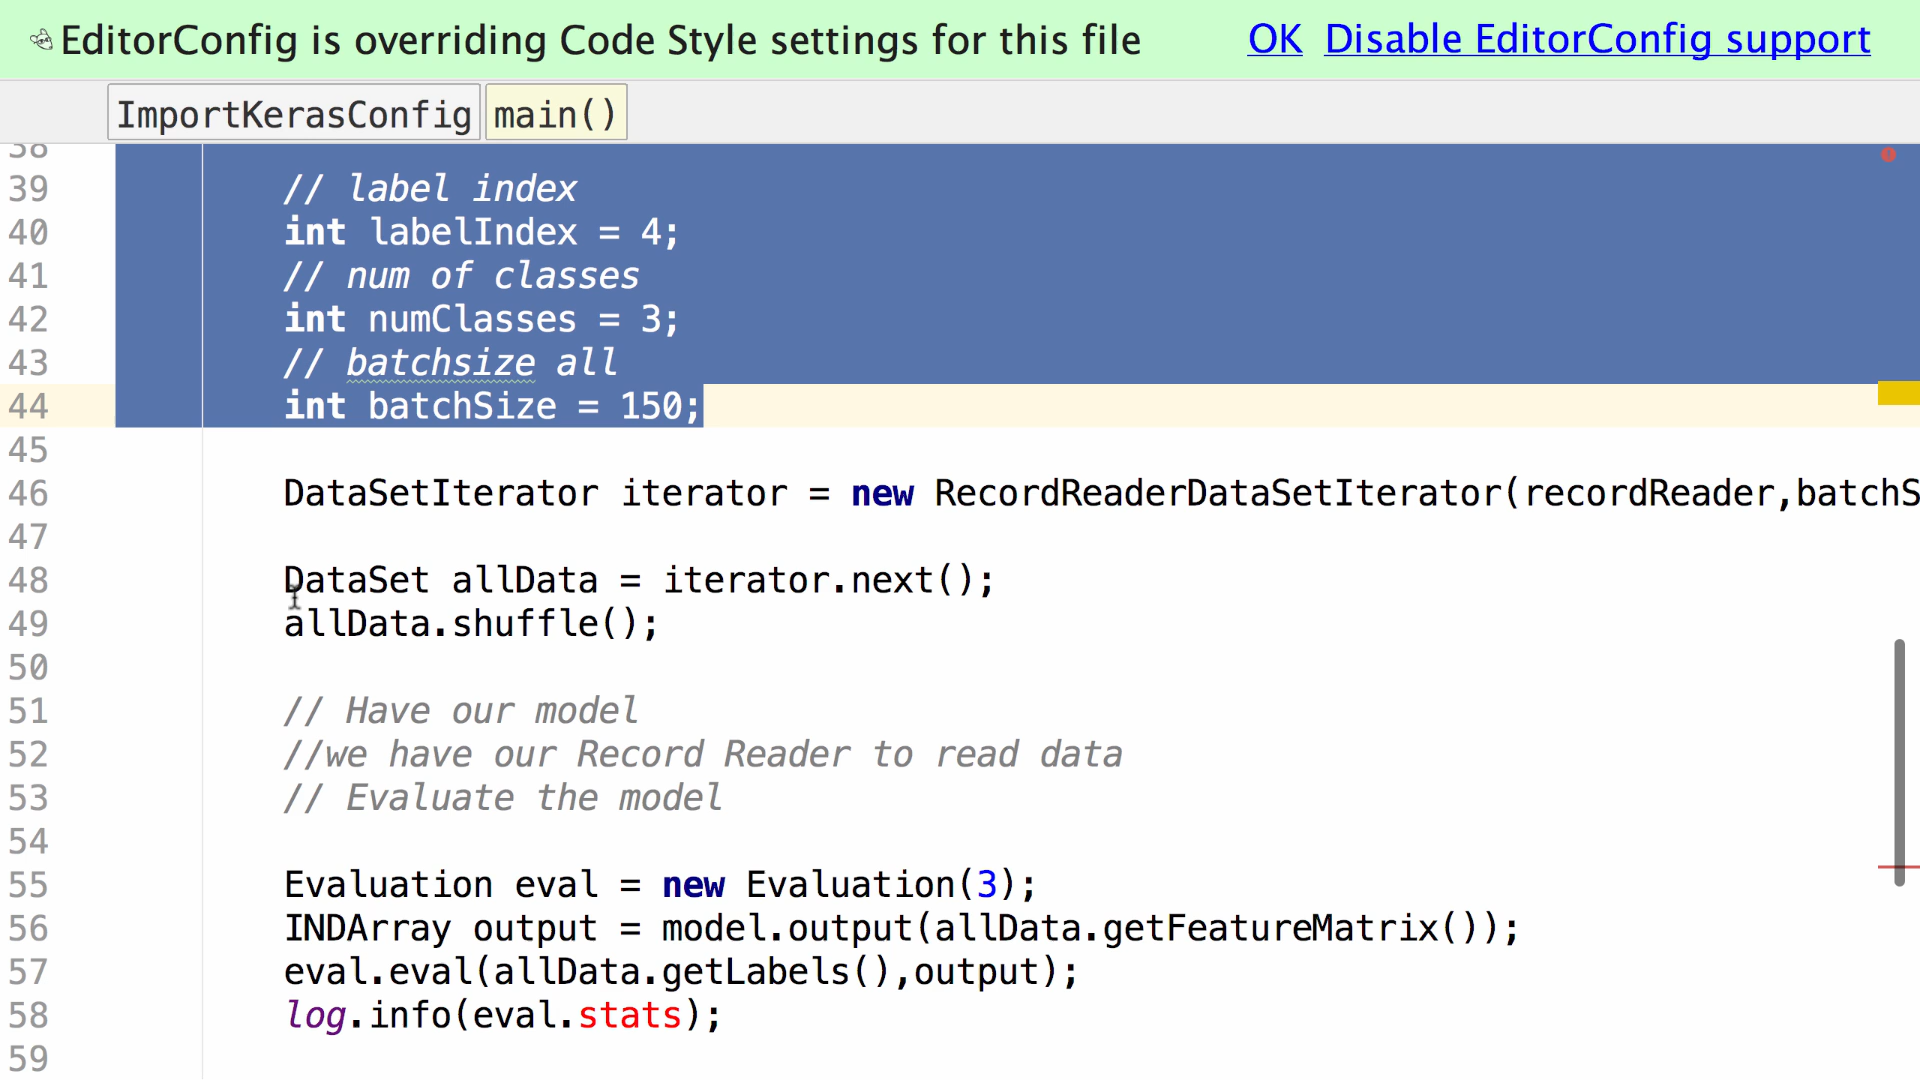 EditorConfig is overriding Code Style settings for this file OK Disable EditorConfig support
ImportKerasConfig main()
38
39 // label index
40 int labelIndex = 4;
41 // num of classes
42 int numClasses = 3;
43 // batchsize all
44 int batchSize = 150;
45
46 DataSetIterator iterator = new RecordReaderDataSetIterator(recordReader,batchS
47
48 DataSet allData = iterator.next();
49 allData.shuffle();
50
51 // Have our model
52 //we have our Record Reader to read data
53 // Evaluate the model
54
55 Evaluation eval = new Evaluation(3);
56 INDArray output = model.output(allData.getFeatureMatrix());
57 eval.eval(allData.getLabels(),output);
58 log.info(eval.stats);
59